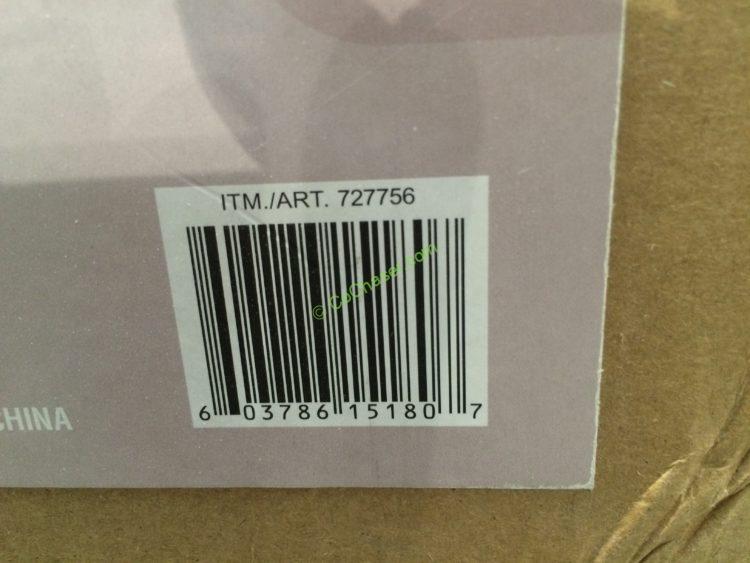 ITM./ART. 727756
© CoChaser.com
6 03786 15180 7
CHINA